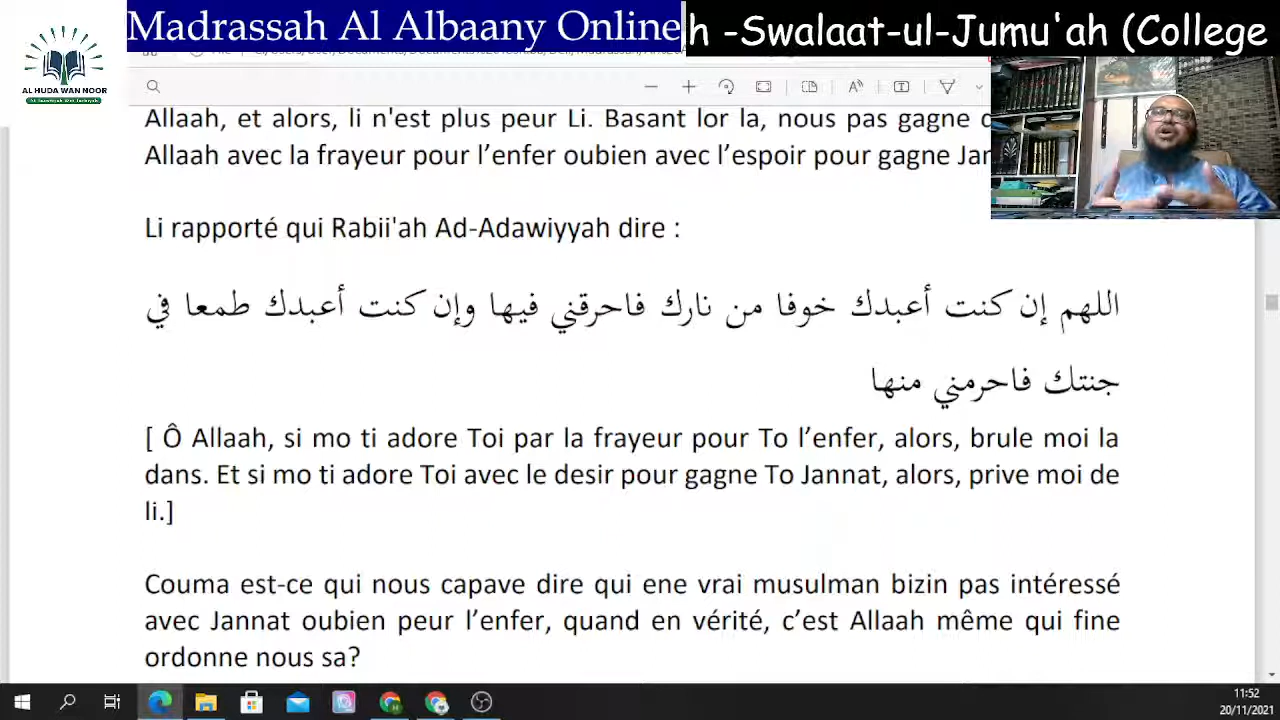 Madrassah Al Albaany Online
h -Swalaat-ul-Jumu'ah (College
AL HUDA WAN NOOR
Allaah, et alors, li n'est plus peur Li. Basant lor la, nous pas gagne
Allaah avec la frayeur pour l’enfer oubien avec l’espoir pour gagne
Li rapporté qui Rabii'ah Ad-Adawiyyah dire :
اللهم إن كنت أعبدك خوفا من نارك فاحرقني فيها وإن كنت أعبدك طمعا في
جنتك فاحرمني منها
[ Ô Allaah, si mo ti adore Toi par la frayeur pour To l’enfer, alors, brule moi la
dans. Et si mo ti adore Toi avec le desir pour gagne To Jannat, alors, prive moi de
li.]
Couma est-ce qui nous capave dire qui ene vrai musulman bizin pas intéressé
avec Jannat oubien peur l’enfer, quand en vérité, c’est Allaah même qui fine
ordonne nous sa?
11:52
20/11/2021